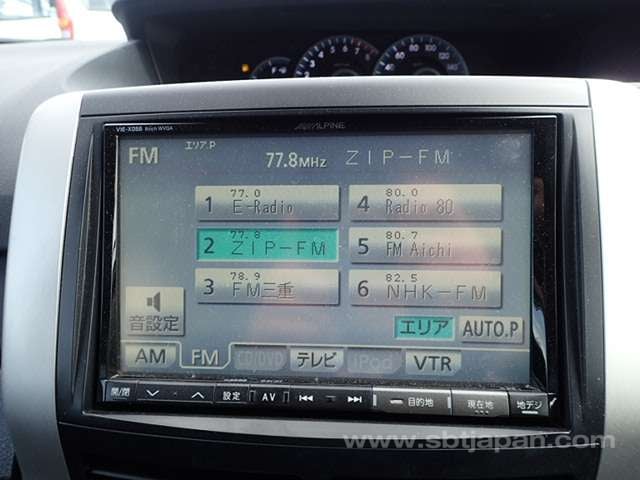 VIE-X088 8inch WVGA
ALPINE
FM エリア.P 77.8MHz ZIP-FM
1 77.0 E-Radio
4 80.0 Radio 80
2 77.8 ZIP-FM
5 80.7 FM Aichi
3 78.9 FM三重
6 82.5 NHK-FM
音設定
エリア AUTO.P
AM FM CD/DVD テレビ iPod VTR
開/閉 設定 AV 目的地 現在地 地デジ
www.sbtjapan.com